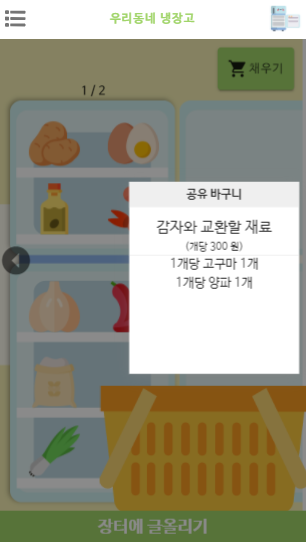 우리동네 냉장고
채우기
1 / 2
공유 바구니
감자와 교환할 재료
(개당 300 원)
1개당 고구마 1개
1개당 양파 1개
장터에 글올리기